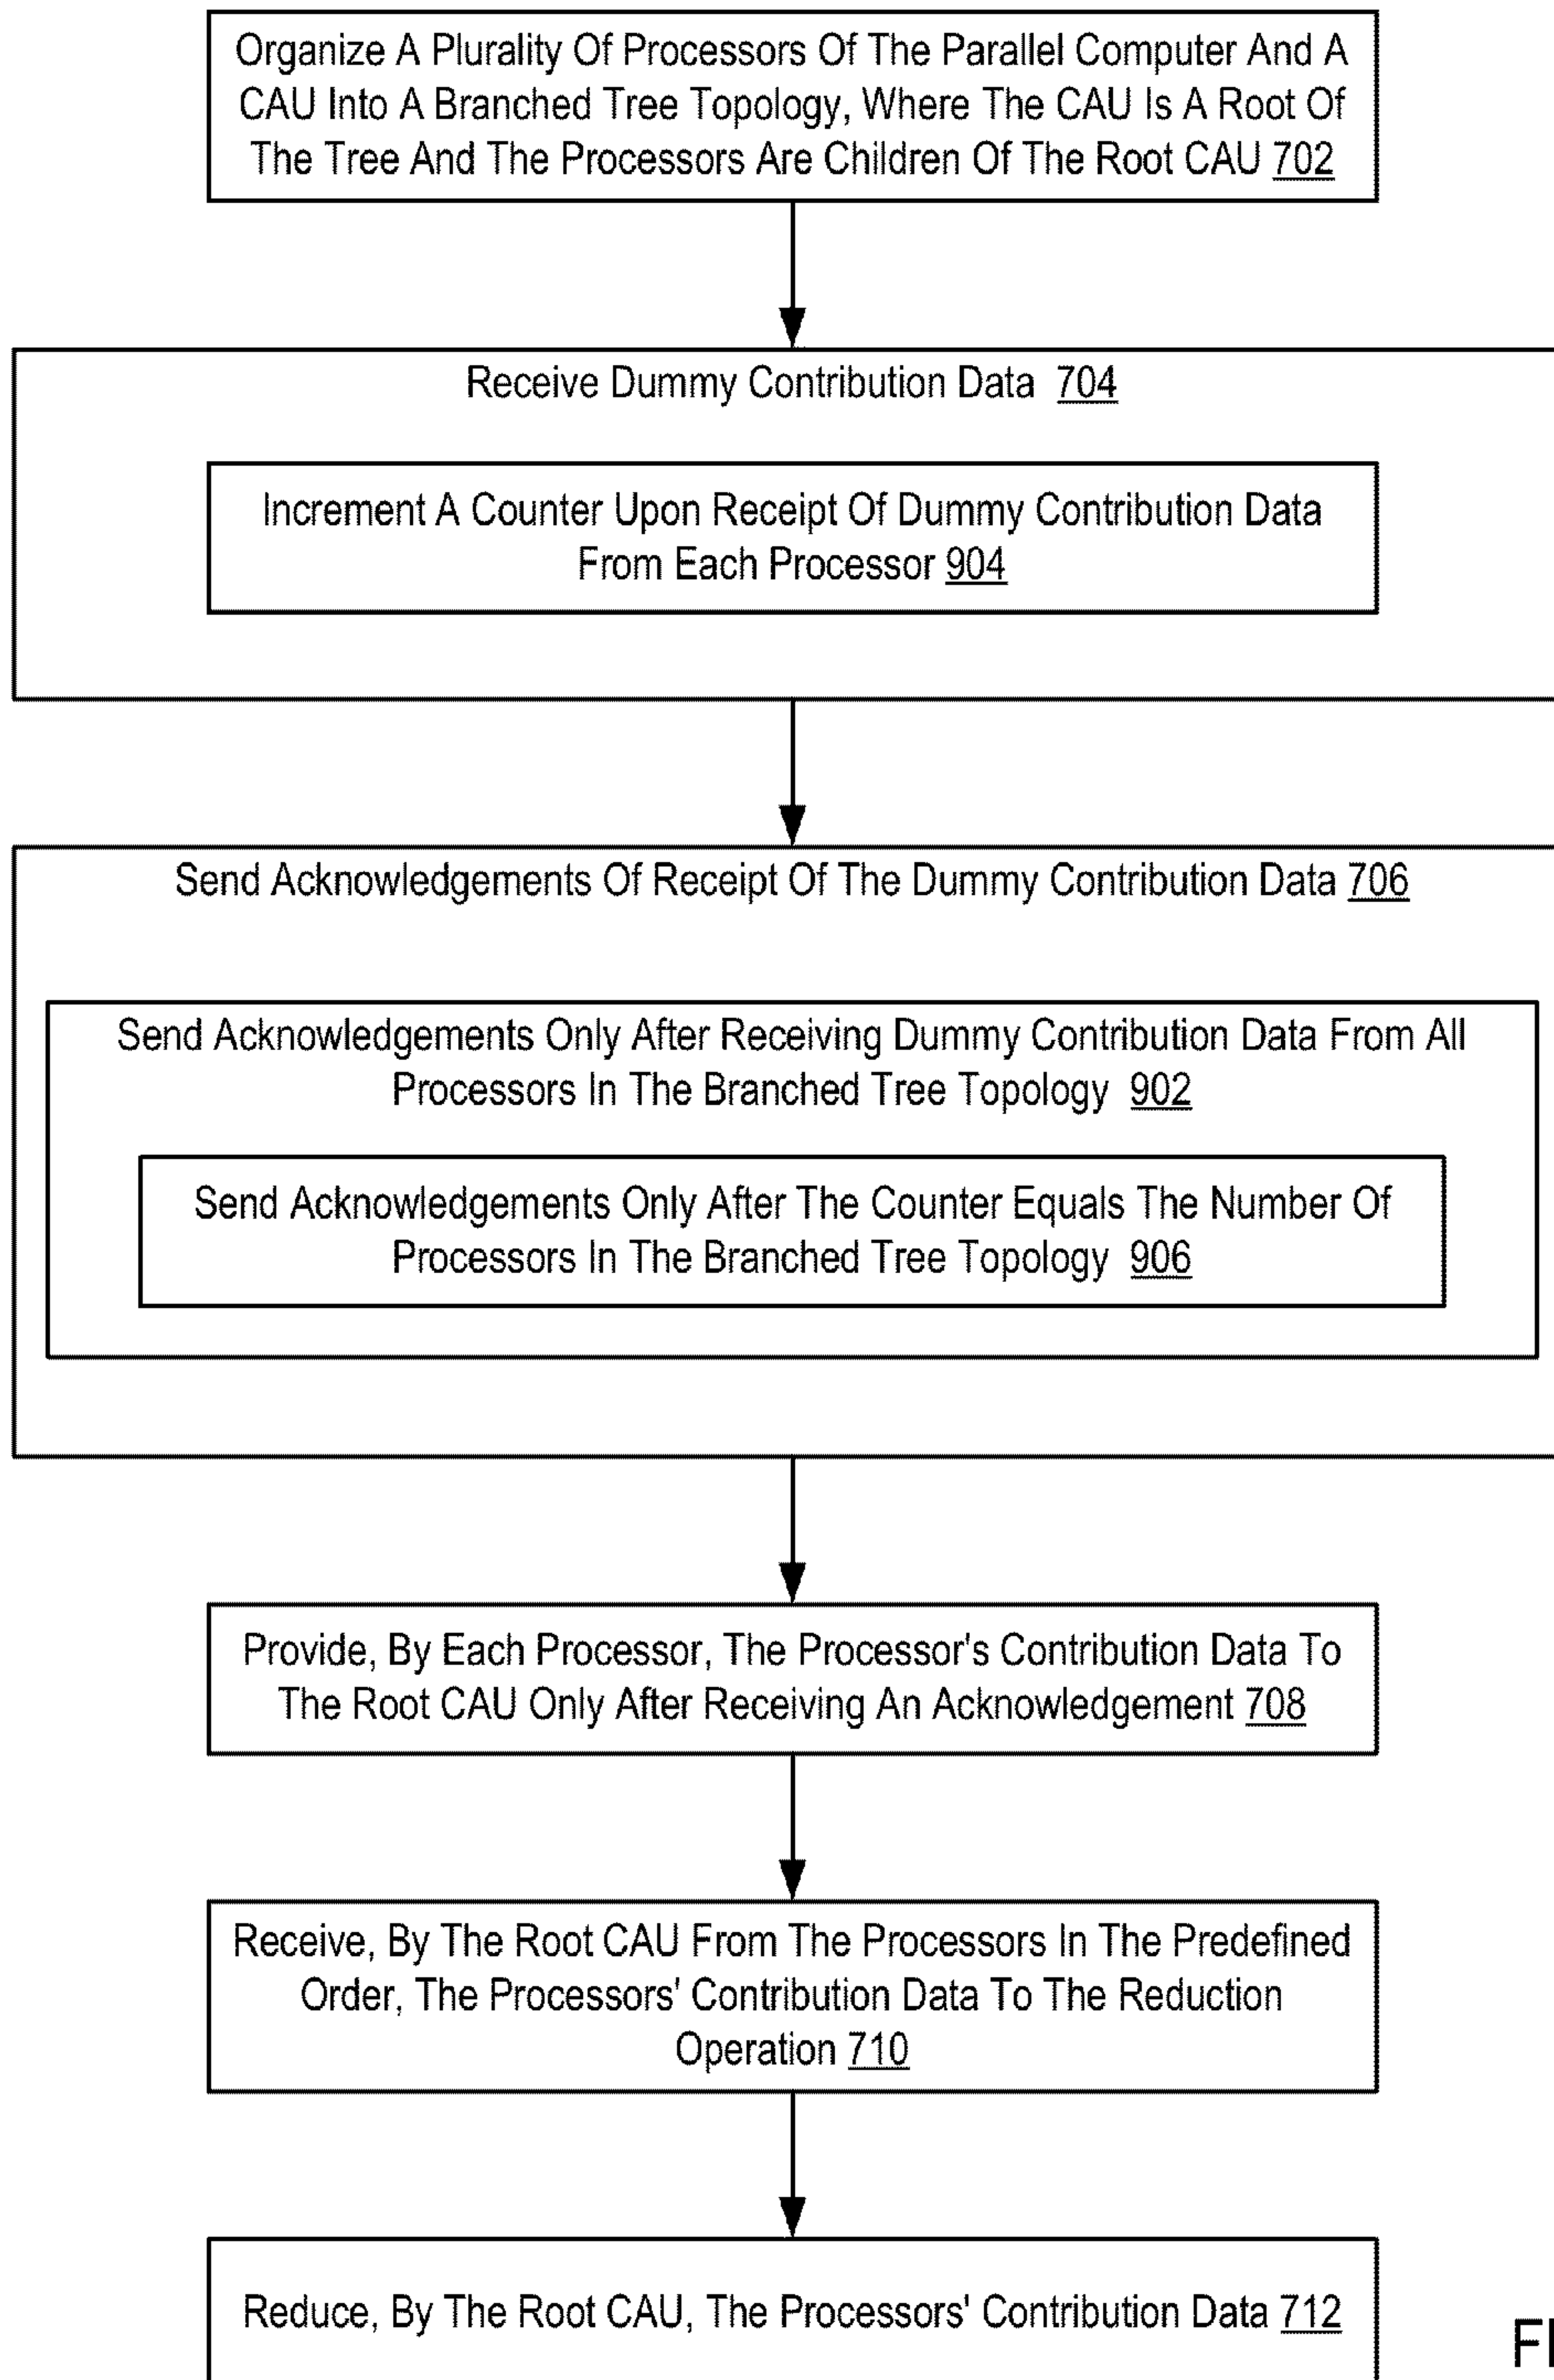 Organize A Plurality Of Processors Of The Parallel Computer And A
CAU Into A Branched Tree Topology, Where The CAU Is A Root Of
The Tree And The Processors Are Children Of The Root CAU 702
Receive Dummy Contribution Data 704
Increment A Counter Upon Receipt Of Dummy Contribution Data
From Each Processor 904
Send Acknowledgements Of Receipt Of The Dummy Contribution Data 706
Send Acknowledgements Only After Receiving Dummy Contribution Data From All
Processors In The Branched Tree Topology 902
Send Acknowledgements Only After The Counter Equals The Number Of
Processors In The Branched Tree Topology 906
Provide, By Each Processor, The Processor's Contribution Data To
The Root CAU Only After Receiving An Acknowledgement 708
Receive, By The Root CAU From The Processors In The Predefined
Order, The Processors' Contribution Data To The Reduction
Operation 710
Reduce, By The Root CAU, The Processors' Contribution Data 712